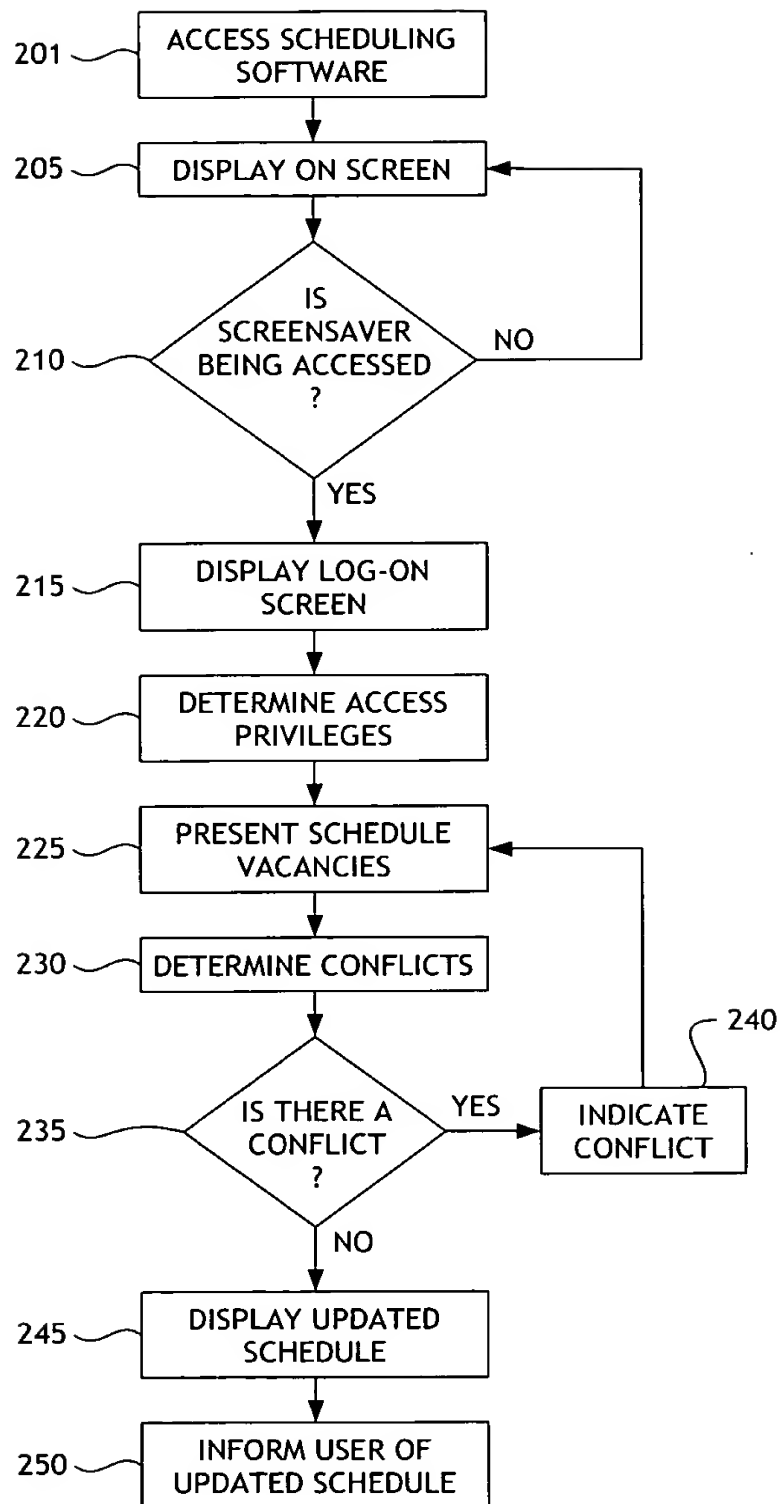 201
ACCESS SCHEDULING
SOFTWARE
205
DISPLAY ON SCREEN
IS
SCREENSAVER
BEING ACCESSED
?
210
NO
YES
215
DISPLAY LOG-ON
SCREEN
220
DETERMINE ACCESS
PRIVILEGES
225
PRESENT SCHEDULE
VACANCIES
230
DETERMINE CONFLICTS
235
IS THERE A
CONFLICT
?
YES
240
INDICATE
CONFLICT
NO
245
DISPLAY UPDATED
SCHEDULE
250
INFORM USER OF
UPDATED SCHEDULE